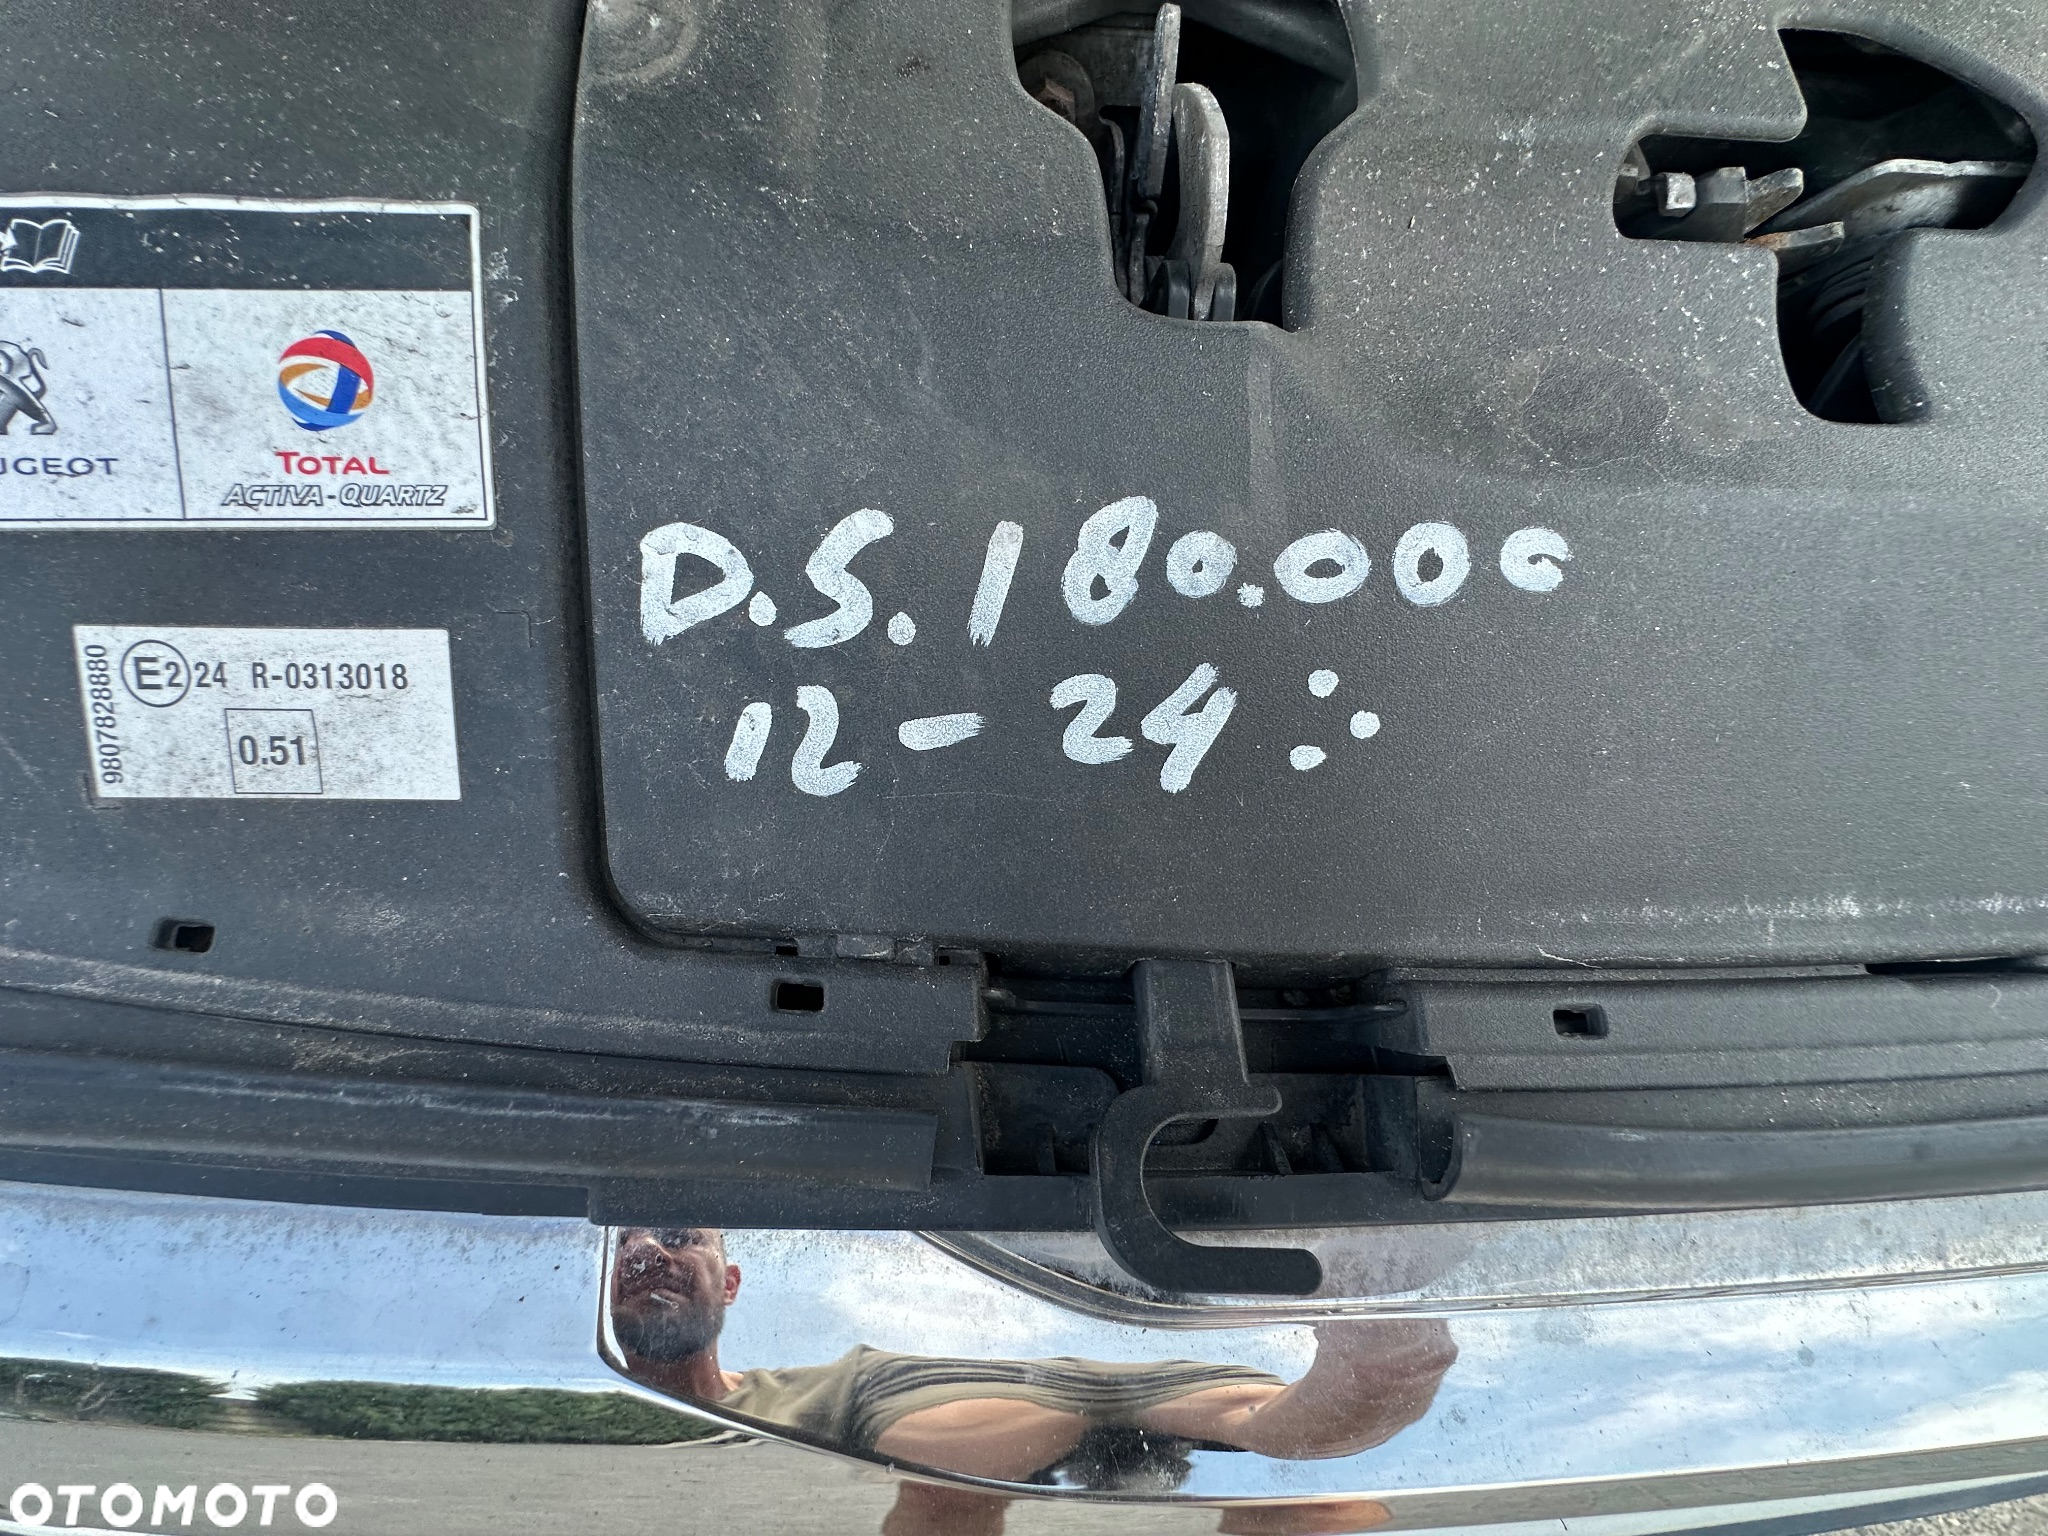 UGEOT
TOTAL
ACTIVA-QUARTZ
D.S. 180.000
12-24
9807828880
E2 24 R-0313018
0.51
OTOMOTO